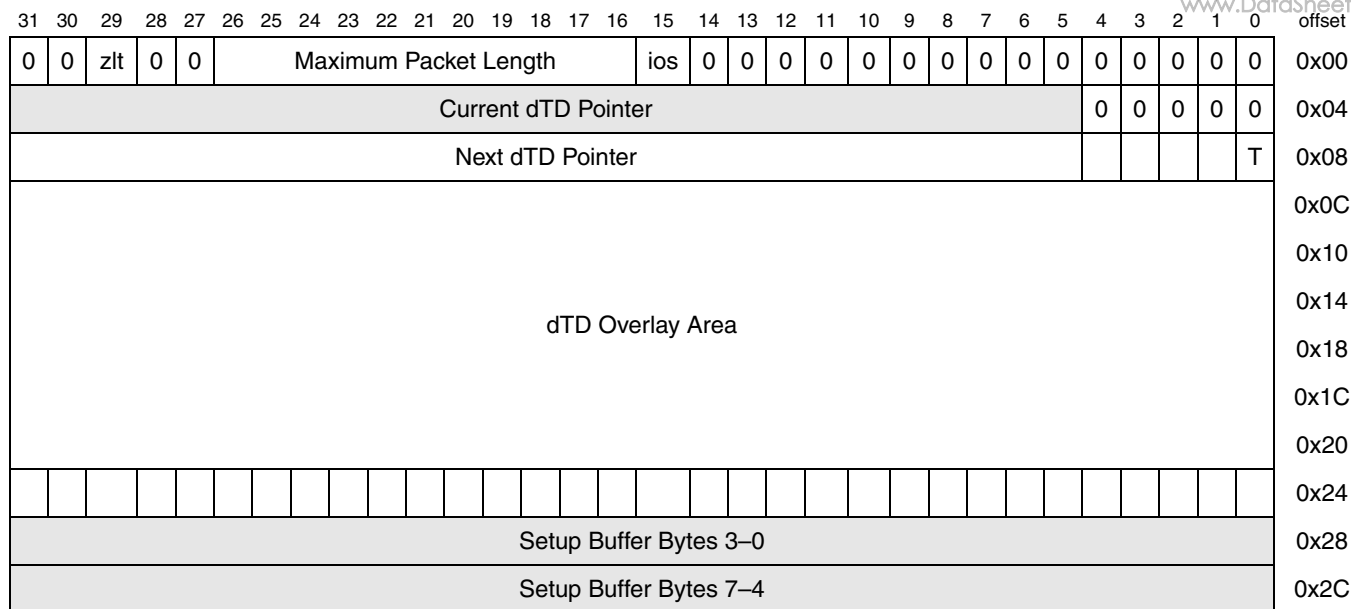 www.DataSheet
31 30 29 28 27 26 25 24 23 22 21 20 19 18 17 16 15 14 13 12 11 10 9 8 7 6 5 4 3 2 1 0 offset
0 0 zlt 0 0 Maximum Packet Length ios 0 0 0 0 0 0 0 0 0 0 0 0 0 0 0 0x00
Current dTD Pointer 0 0 0 0 0 0x04
Next dTD Pointer T 0x08
0x0C
0x10
0x14
dTD Overlay Area
0x18
0x1C
0x20
0x24
Setup Buffer Bytes 3–0 0x28
Setup Buffer Bytes 7–4 0x2C